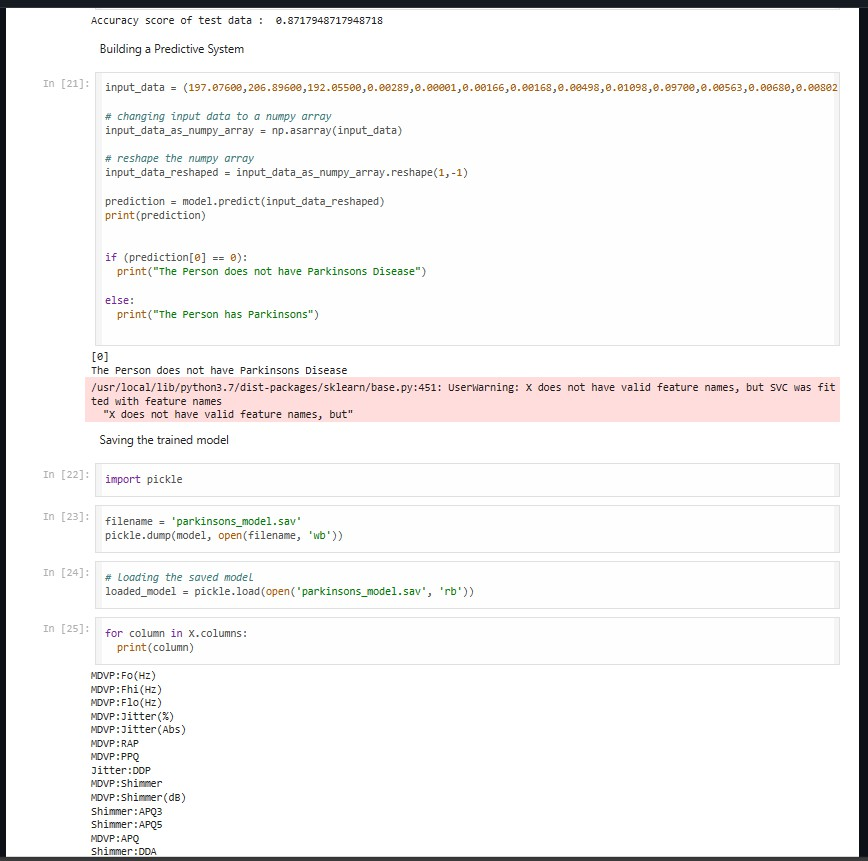 Accuracy score of test data :  0.8717948717948718
Building a Predictive System
In [21]:
input_data = (197.07600,206.89600,192.05500,0.00289,0.00001,0.00166,0.00168,0.00498,0.01098,0.09700,0.00563,0.00680,0.00802
# changing input data to a numpy array
input_data_as_numpy_array = np.asarray(input_data)
# reshape the numpy array
input_data_reshaped = input_data_as_numpy_array.reshape(1,-1)
prediction = model.predict(input_data_reshaped)
print(prediction)
if (prediction[0] == 0):
  print("The Person does not have Parkinsons Disease")
else:
  print("The Person has Parkinsons")
[0]
The Person does not have Parkinsons Disease
/usr/local/lib/python3.7/dist-packages/sklearn/base.py:451: UserWarning: X does not have valid feature names, but SVC was fit
ted with feature names
  "X does not have valid feature names, but"
Saving the trained model
In [22]:
import pickle
In [23]:
filename = 'parkinsons_model.sav'
pickle.dump(model, open(filename, 'wb'))
In [24]:
# loading the saved model
loaded_model = pickle.load(open('parkinsons_model.sav', 'rb'))
In [25]:
for column in X.columns:
  print(column)
MDVP:Fo(Hz)
MDVP:Fhi(Hz)
MDVP:Flo(Hz)
MDVP:Jitter(%)
MDVP:Jitter(Abs)
MDVP:RAP
MDVP:PPQ
Jitter:DDP
MDVP:Shimmer
MDVP:Shimmer(dB)
Shimmer:APQ3
Shimmer:APQ5
MDVP:APQ
Shimmer:DDA